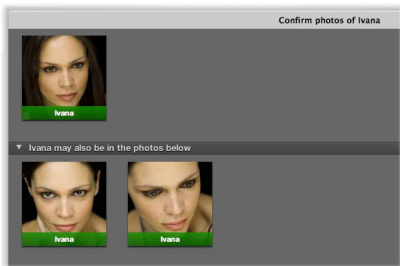 Confirm photos of Ivana
Ivana
Ivana may also be in the photos below
Ivana
Ivana